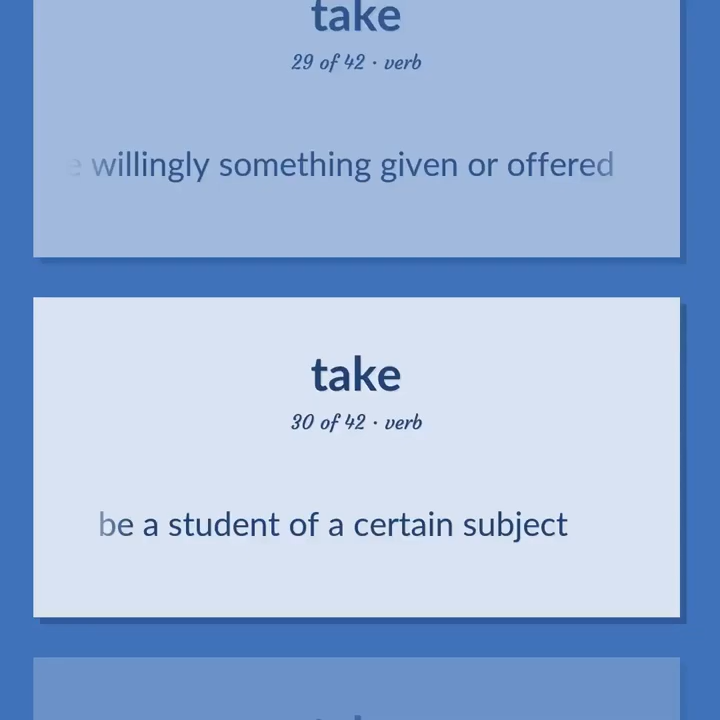 take
29 of 42 · verb
willingly something given or offered
take
30 of 42 · verb
be a student of a certain subject